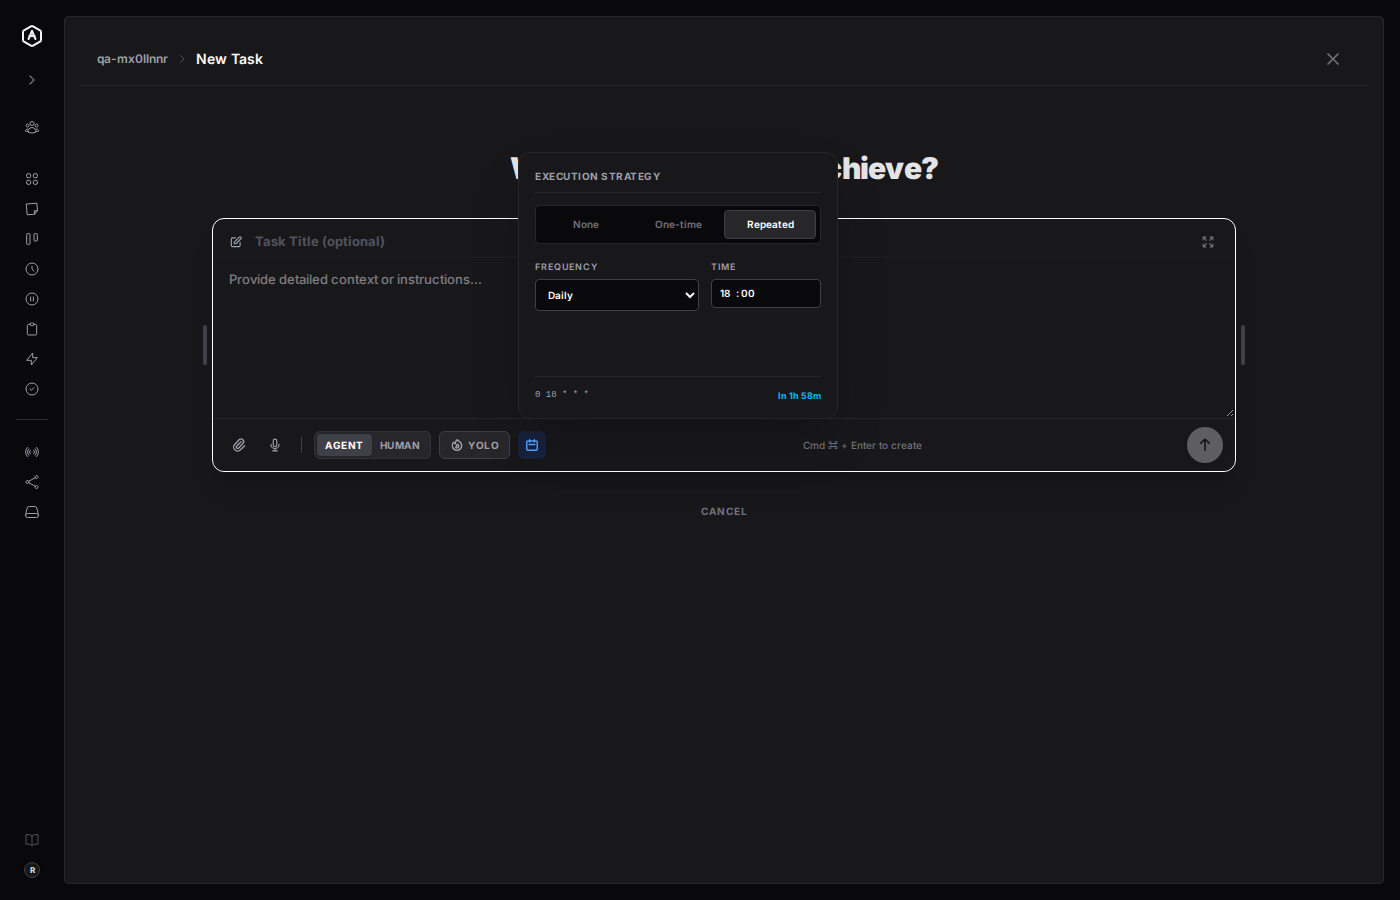 qa-mx0llnnr > New Task
chieve?
EXECUTION STRATEGY
None One-time Repeated
Task Title (optional)
FREQUENCY TIME
Provide detailed context or instructions...
Daily 18 :00
0 18 * * *
In 1h 58m
AGENT HUMAN YOLO Cmd ⌘ + Enter to create
CANCEL
R